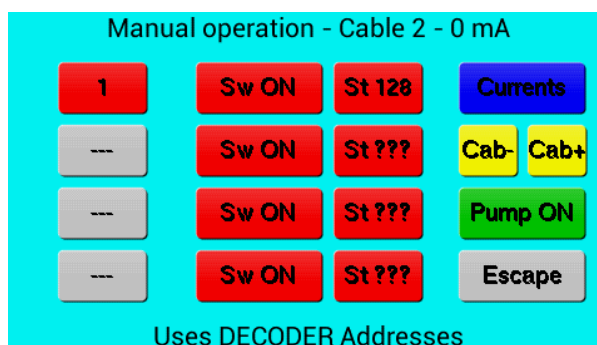 Manual operation - Cable 2 - 0 mA
1 Sw ON St 128 Currents
--- Sw ON St ??? Cab- Cab+
--- Sw ON St ??? Pump ON
--- Sw ON St ??? Escape
Uses DECODER Addresses